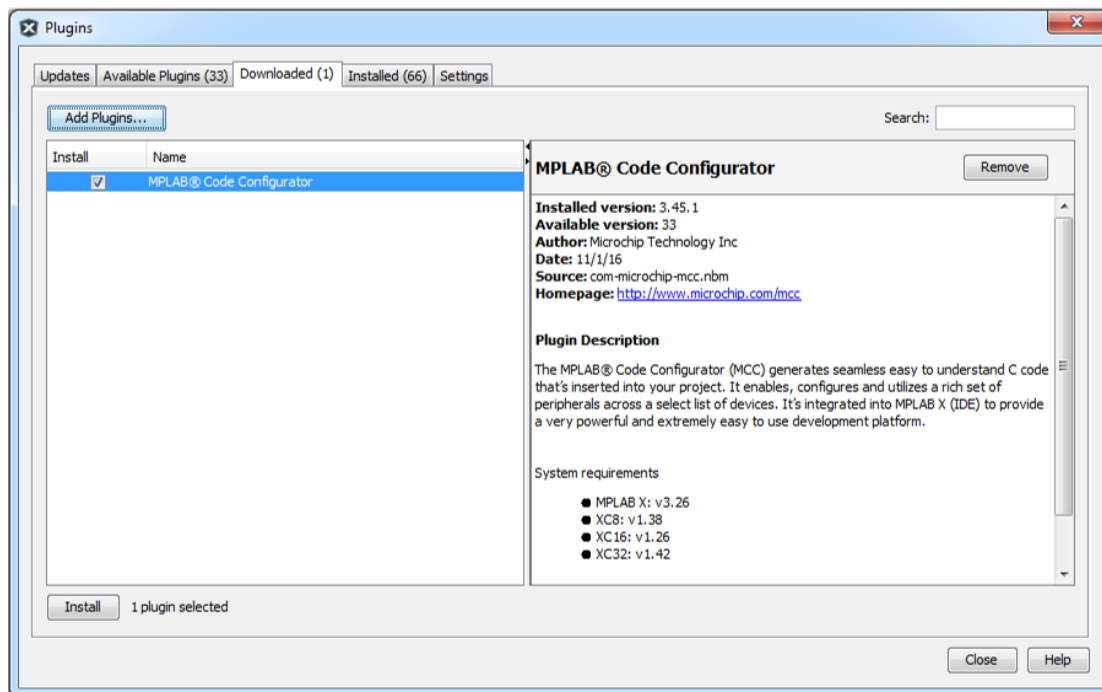 Plugins
Updates Available Plugins (33) Downloaded (1) Installed (66) Settings
Add Plugins... Search:
Install Name
MPLAB® Code Configurator
MPLAB® Code Configurator Remove
Installed version: 3.45.1
Available version: 33
Author: Microchip Technology Inc
Date: 11/1/16
Source: com-microchip-mcc.nbm
Homepage: http://www.microchip.com/mcc
Plugin Description
The MPLAB® Code Configurator (MCC) generates seamless easy to understand C code
that's inserted into your project. It enables, configures and utilizes a rich set of
peripherals across a select list of devices. It's integrated into MPLAB X (IDE) to provide
a very powerful and extremely easy to use development platform.
System requirements
MPLAB X: v3.26
XC8: v1.38
XC16: v1.26
XC32: v1.42
Install 1 plugin selected
Close Help